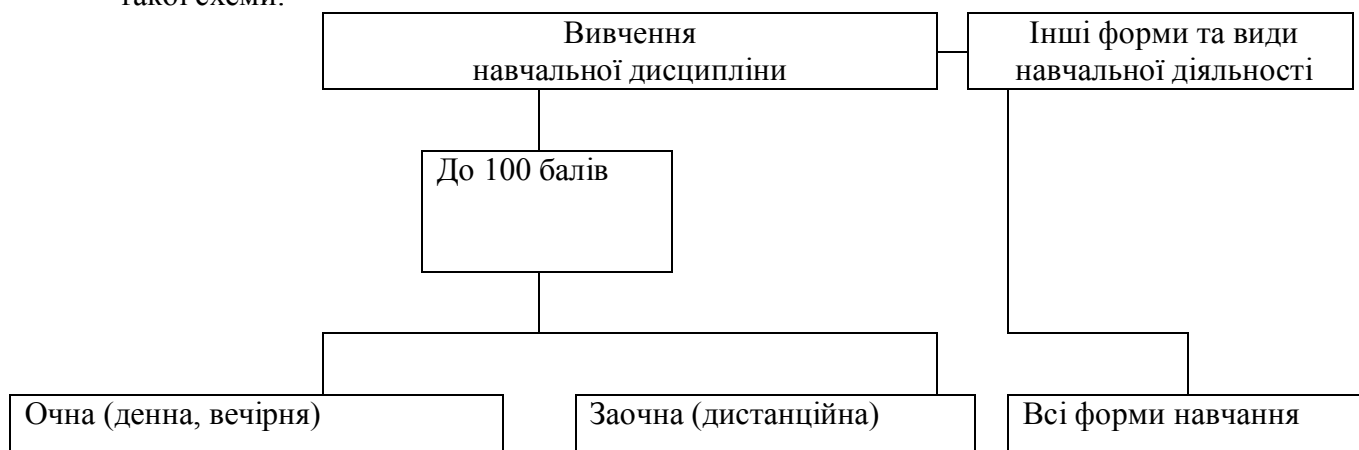 такої схеми:
Вивчення
навчальної дисципліни
Інші форми та види
навчальної діяльності
До 100 балів
Очна (денна, вечірня)
Заочна (дистанційна)
Всі форми навчання